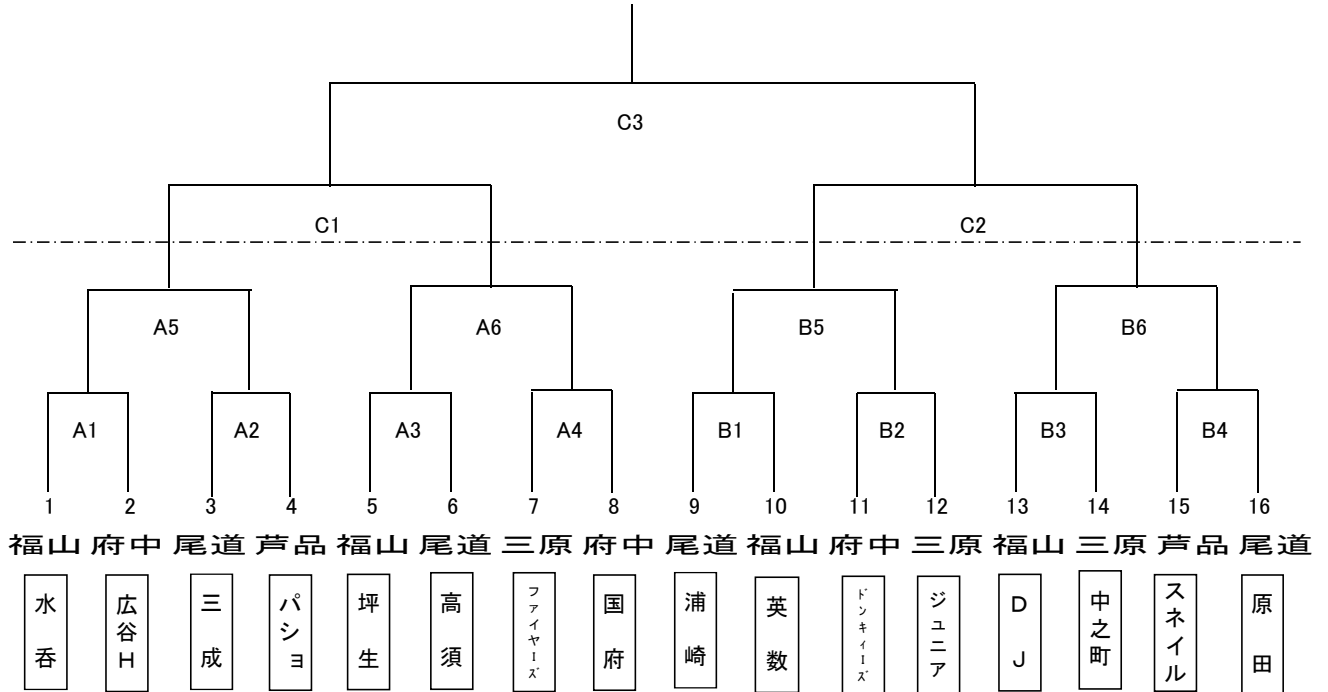 C3
C1 C2
A5 A6 B5 B6
A1 A2 A3 A4 B1 B2 B3 B4
1 2 3 4 5 6 7 8 9 10 11 12 13 14 15 16
福山 府中 尾道 芦品 福山 尾道 三原 府中 尾道 福山 府中 三原 福山 三原 芦品 尾道
水呑
広谷H
三成
パショ
坪生
高須
ファイヤーズ
国府
浦崎
英数
ドンキィーズ
ジュニア
DJ
中之町
スネイル
原田